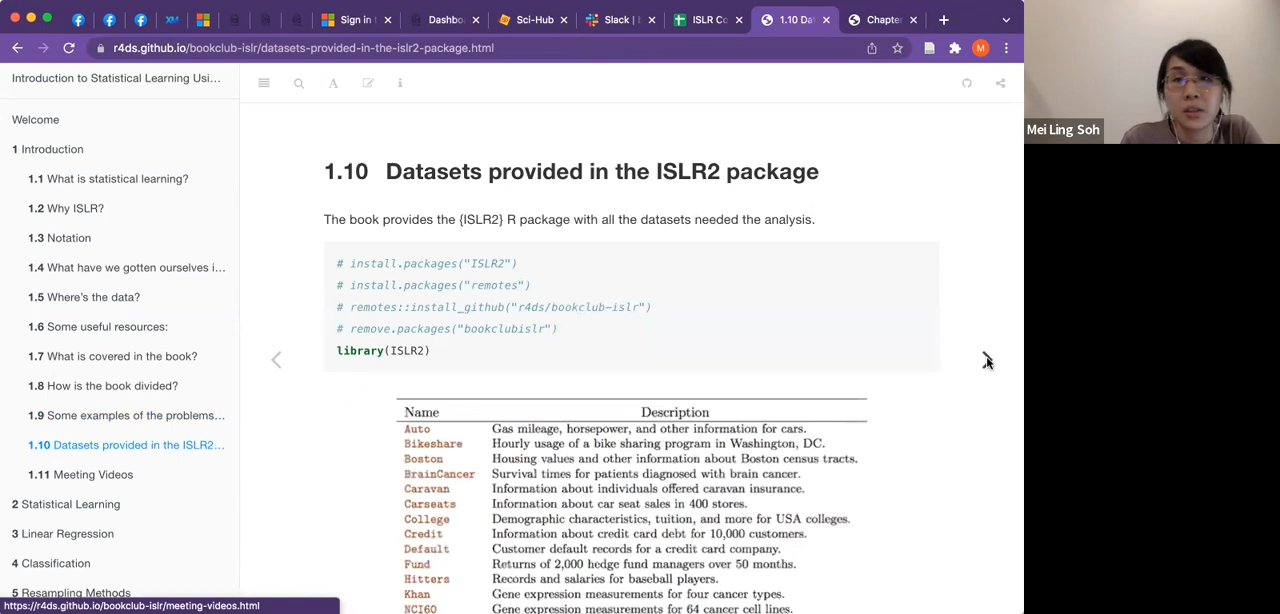 Sign in
Dashbo
Sci-Hub
Slack |
ISLR Co
1.10 Dat
Chapter
r4ds.github.io/bookclub-islr/datasets-provided-in-the-islr2-package.html
M
Introduction to Statistical Learning Usi...
Welcome
1 Introduction
1.1 What is statistical learning?
1.2 Why ISLR?
1.3 Notation
1.4 What have we gotten ourselves i...
1.5 Where's the data?
1.6 Some useful resources:
1.7 What is covered in the book?
1.8 How is the book divided?
1.9 Some examples of the problems...
1.10 Datasets provided in the ISLR2...
1.11 Meeting Videos
2 Statistical Learning
3 Linear Regression
4 Classification
5 Resampling Methods
https://r4ds.github.io/bookclub-islr/meeting-videos.html
1.10 Datasets provided in the ISLR2 package
The book provides the {ISLR2} R package with all the datasets needed the analysis.
# install.packages("ISLR2")
# install.packages("remotes")
# remotes::install_github("r4ds/bookclub-islr")
# remove.packages("bookclubislr")
library(ISLR2)
Name Description
Auto Gas mileage, horsepower, and other information for cars.
Bikeshare Hourly usage of a bike sharing program in Washington, DC.
Boston Housing values and other information about Boston census tracts.
BrainCancer Survival times for patients diagnosed with brain cancer.
Caravan Information about individuals offered caravan insurance.
Carseats Information about car seat sales in 400 stores.
College Demographic characteristics, tuition, and more for USA colleges.
Credit Information about credit card debt for 10,000 customers.
Default Customer default records for a credit card company.
Fund Returns of 2,000 hedge fund managers over 50 months.
Hitters Records and salaries for baseball players.
Khan Gene expression measurements for four cancer types.
NCI60 Gene expression measurements for 64 cancer cell lines.
Mei Ling Soh